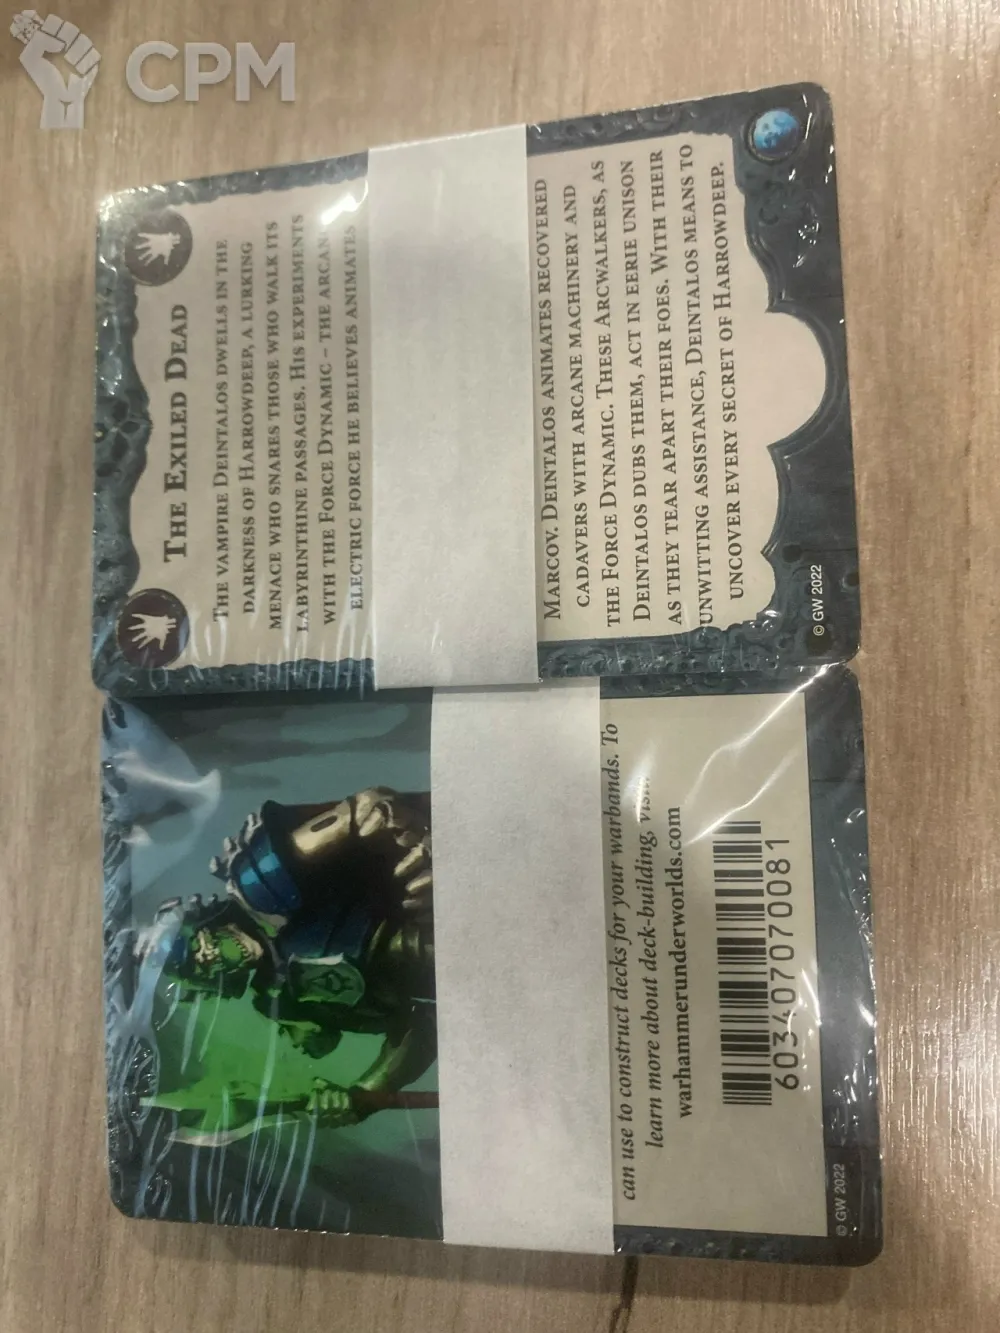 CPM
THE EXILED DEAD
THE VAMPIRE DEINTALOS DWELLS IN THE
DARKNESS OF HARROWDEEP, A LURKING
MENACE WHO SNARES THOSE WHO WALK ITS
LABYRINTHINE PASSAGES. HIS EXPERIMENTS
WITH THE FORCE DYNAMIC – THE
ELECTRIC FORCE HE BELIEVES ANIMATES
MARCOV. DEINTALOS ANIMATES RECOVERED
CADAVERS WITH ARCANE MACHINERY AND
THE FORCE DYNAMIC. THESE ARCWALKERS, AS
DEINTALOS DUBS THEM, ACT IN EERIE UNISON
AS THEY TEAR APART THEIR FOES. WITH THEIR
UNWITTING ASSISTANCE, DEINTALOS MEANS TO
UNCOVER EVERY SECRET OF HARROWDEEP.
© GW 2022
can use to construct decks for your warbands. To
learn more about deck-building,
warhammerunderworlds.com
60340707000081
© GW 2022